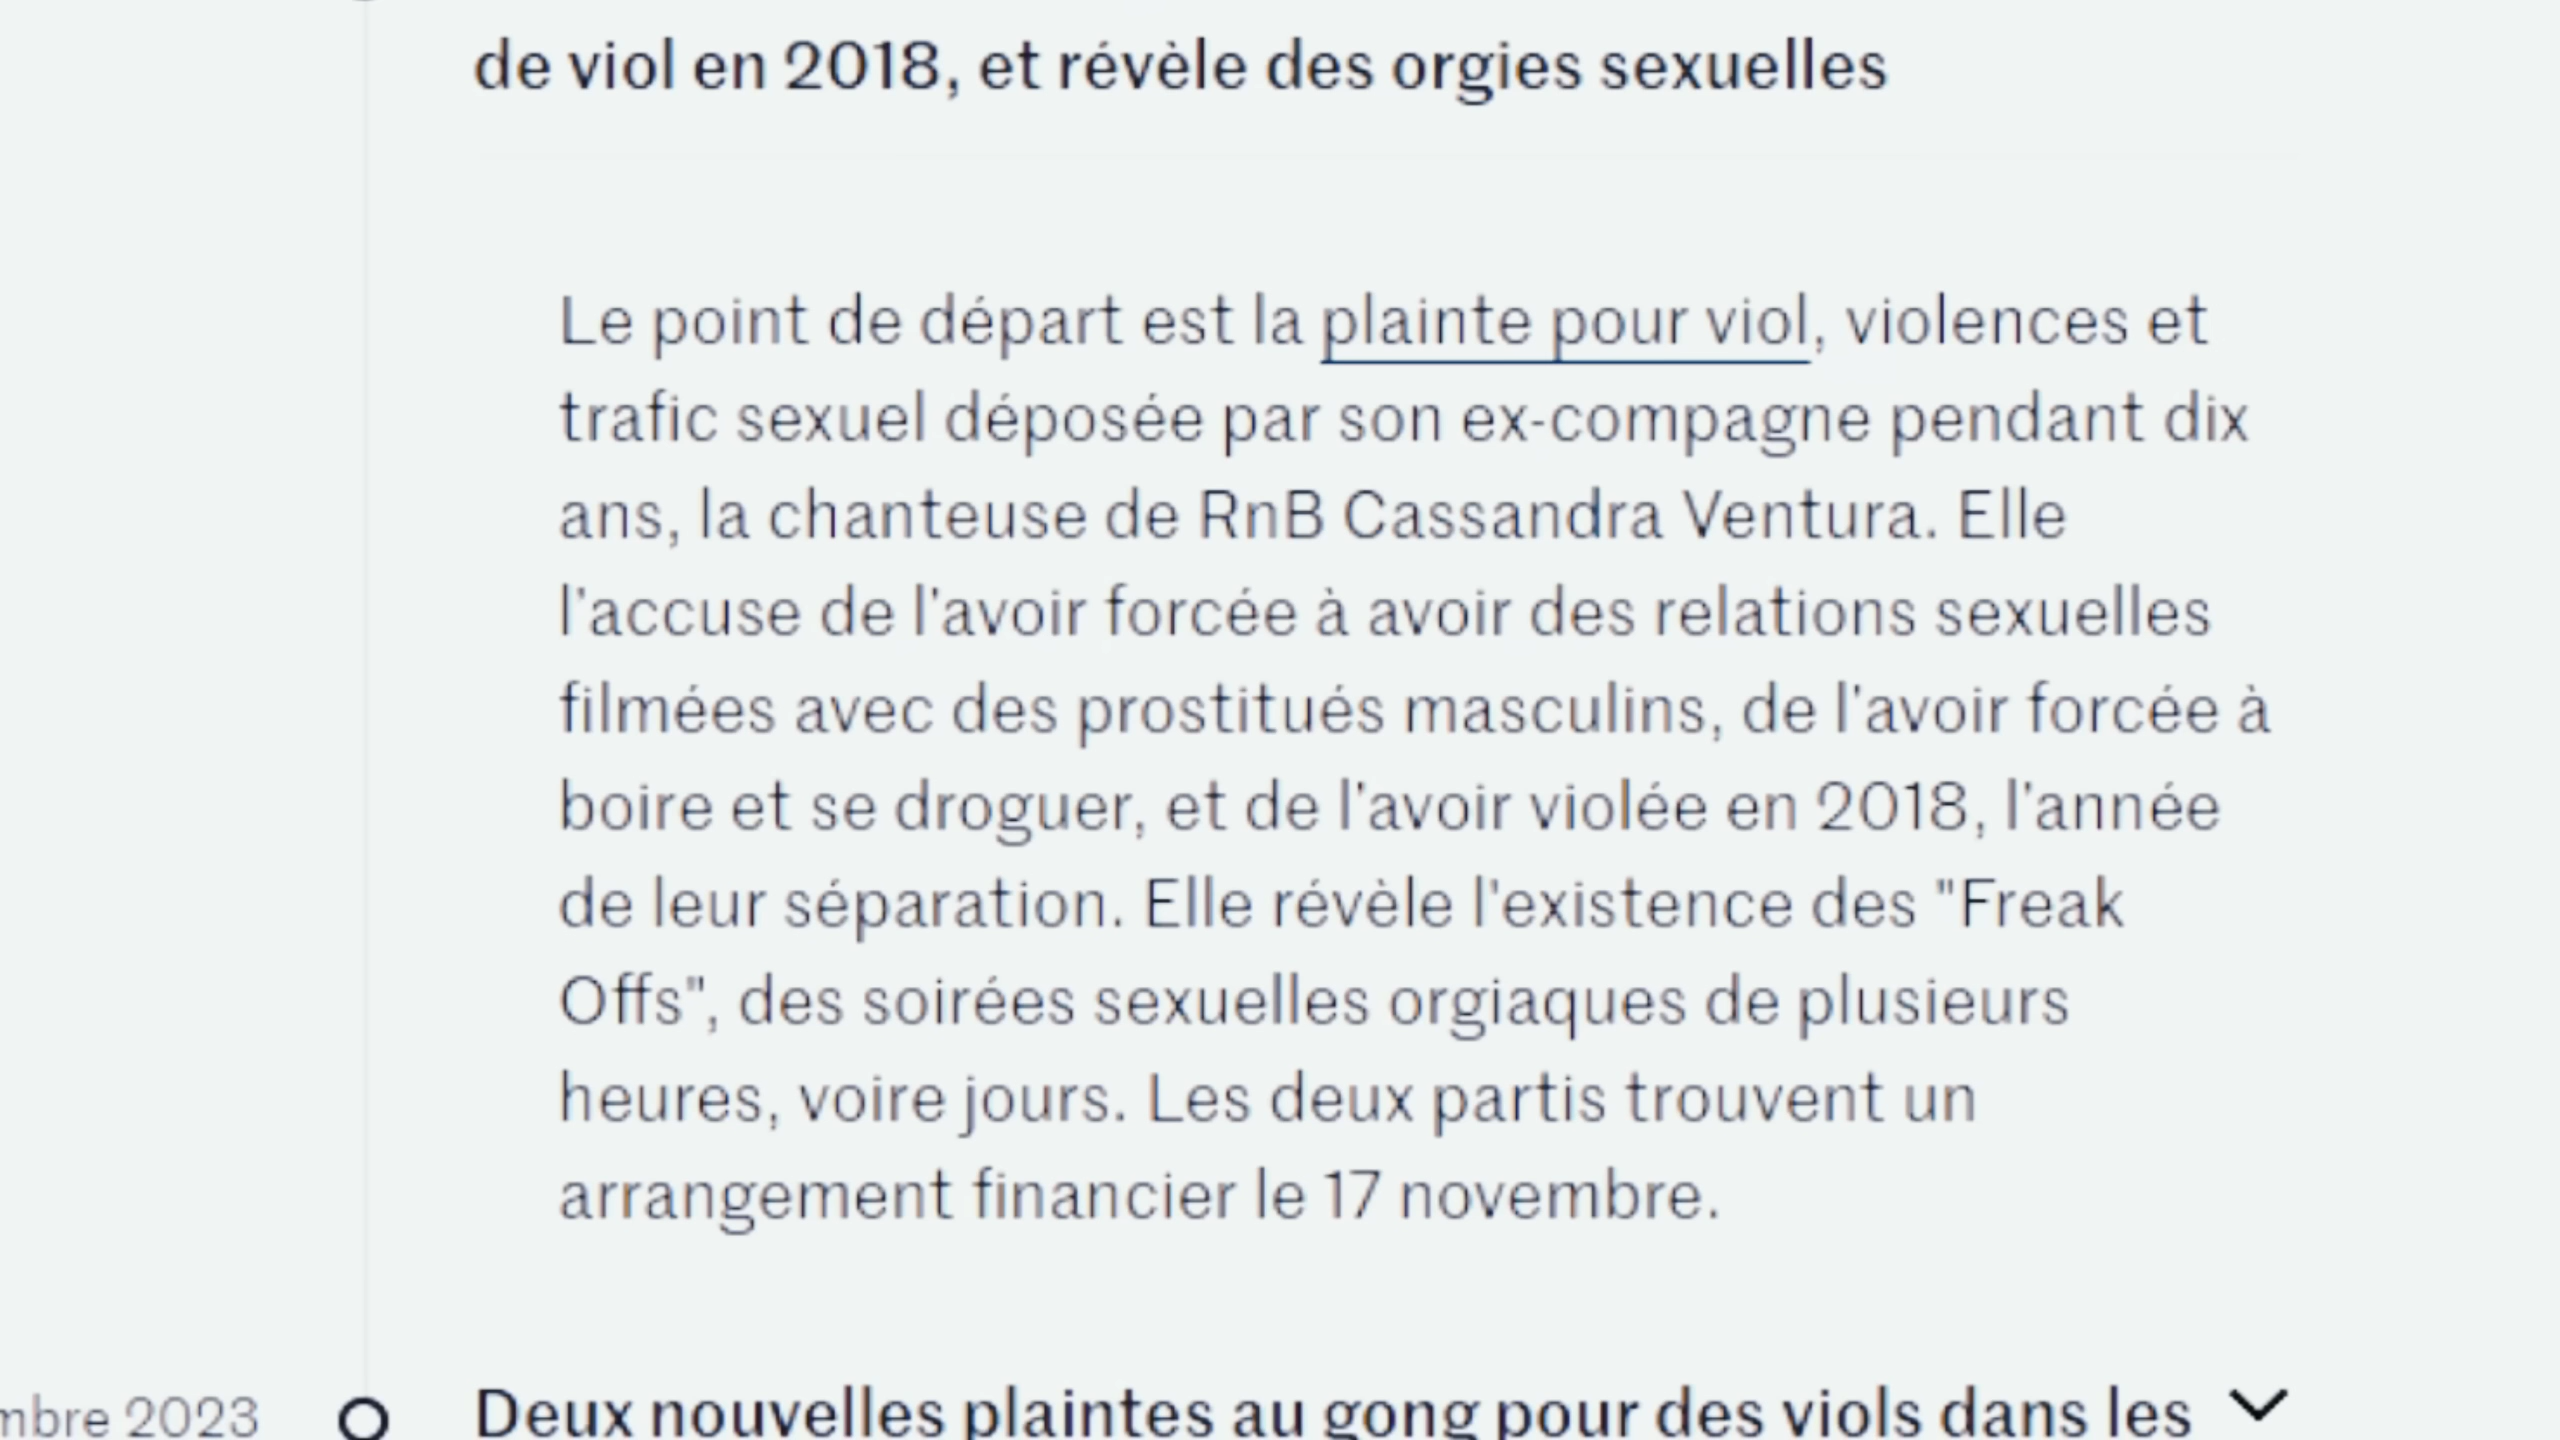 de viol en 2018, et révèle des orgies sexuelles
Le point de départ est la plainte pour viol, violences et
trafic sexuel déposée par son ex-compagne pendant dix
ans, la chanteuse de RnB Cassandra Ventura. Elle
l'accuse de l'avoir forcée à avoir des relations sexuelles
filmées avec des prostitués masculins, de l'avoir forcée à
boire et se droguer, et de l'avoir violée en 2018, l'année
de leur séparation. Elle révèle l'existence des "Freak
Offs", des soirées sexuelles orgiaques de plusieurs
heures, voire jours. Les deux partis trouvent un
arrangement financier le 17 novembre.
2023
Deux nouvelles plaintes au gong pour des viols dans les